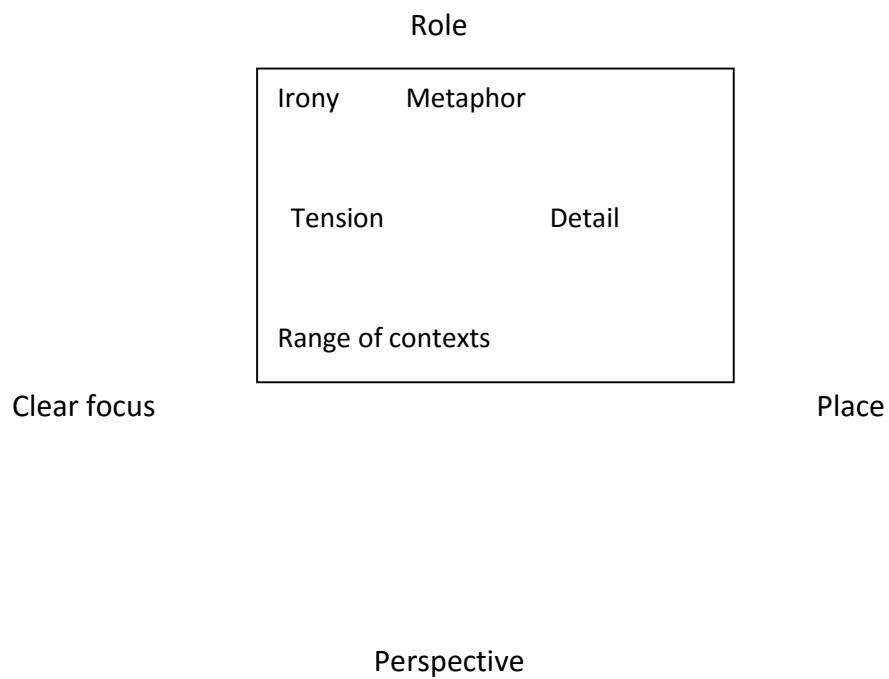 Role
Irony Metaphor
Tension Detail
Range of contexts
Clear focus Place
Perspective